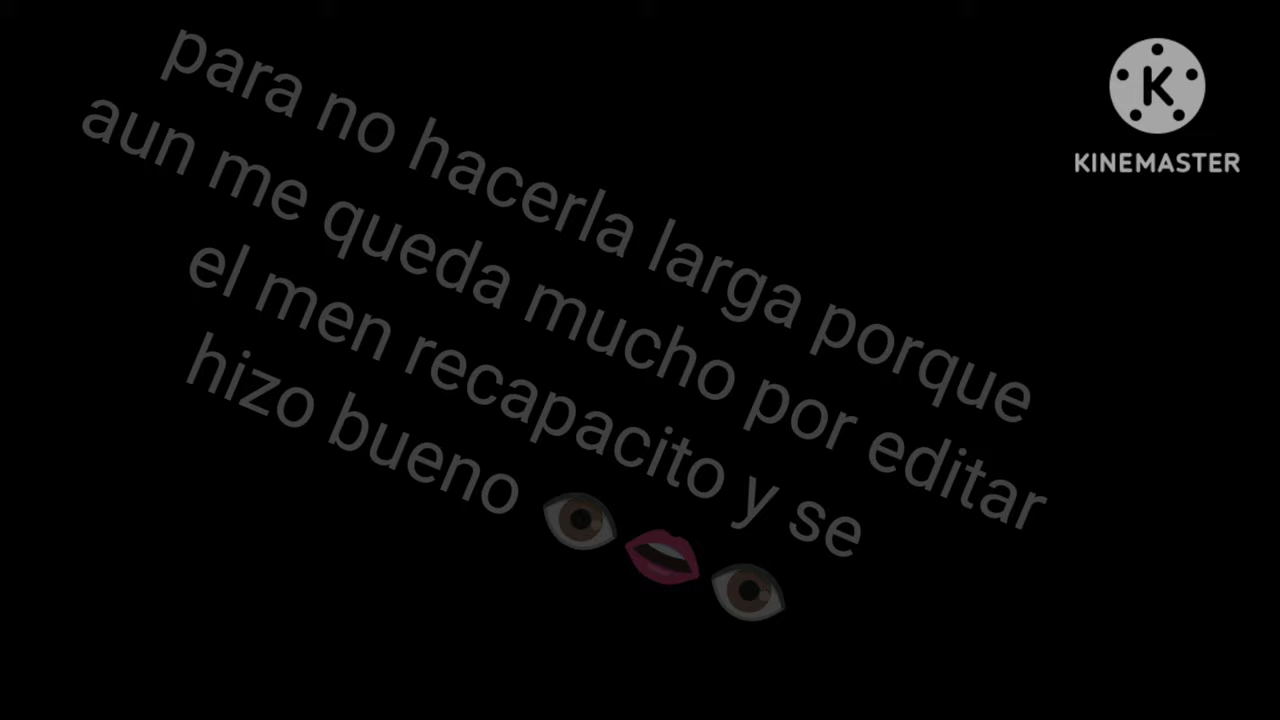 para no hacerla larga porque
aun me queda mucho por editar
el men recapacito y se
hizo bueno 👁👄👁
K
KINEMASTER